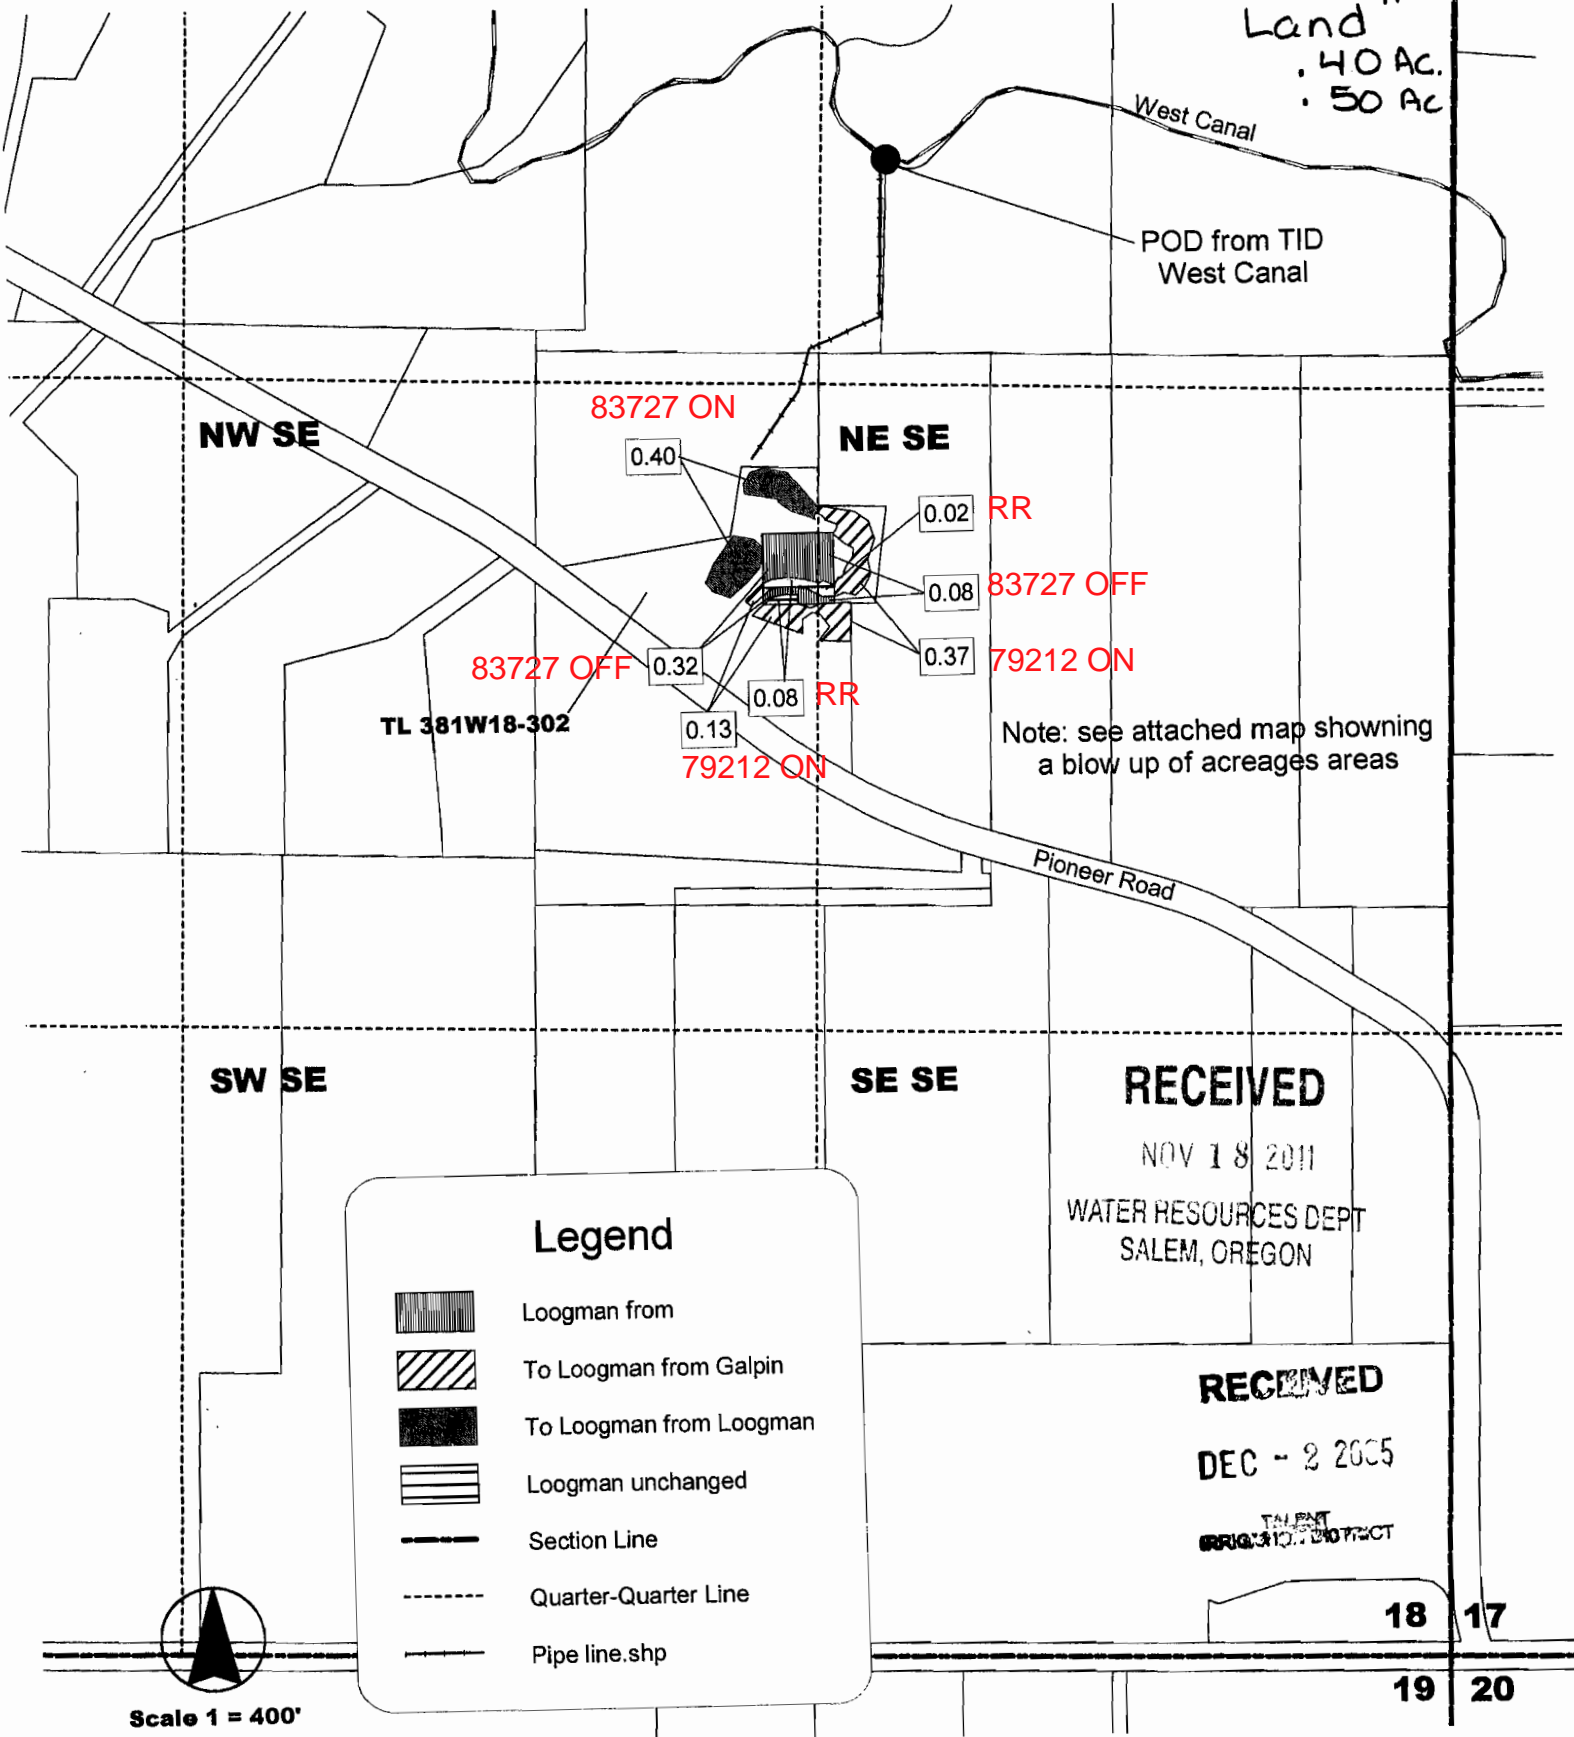 Land "
.40 Ac.
.50 Ac
West Canal
POD from TID
West Canal
83727 ON
NW SE
NE SE
0.40
0.02 RR
0.08 83727 OFF
0.37 79212 ON
83727 OFF 0.32
0.08 RR
TL 381W18-302
0.13
79212 ON
Note: see attached map showning
a blow up of acreages areas
Pioneer Road
SW SE
SE SE
RECEIVED
NOV 18 2011
WATER RESOURCES DEPT
SALEM, OREGON
Legend
Loogman from
To Loogman from Galpin
To Loogman from Loogman
Loogman unchanged
Section Line
Quarter-Quarter Line
Pipe line.shp
RECEIVED
DEC - 2 2005
TALENT
IRRIGATION DISTRICT
18 17
19 20
Scale 1 = 400'